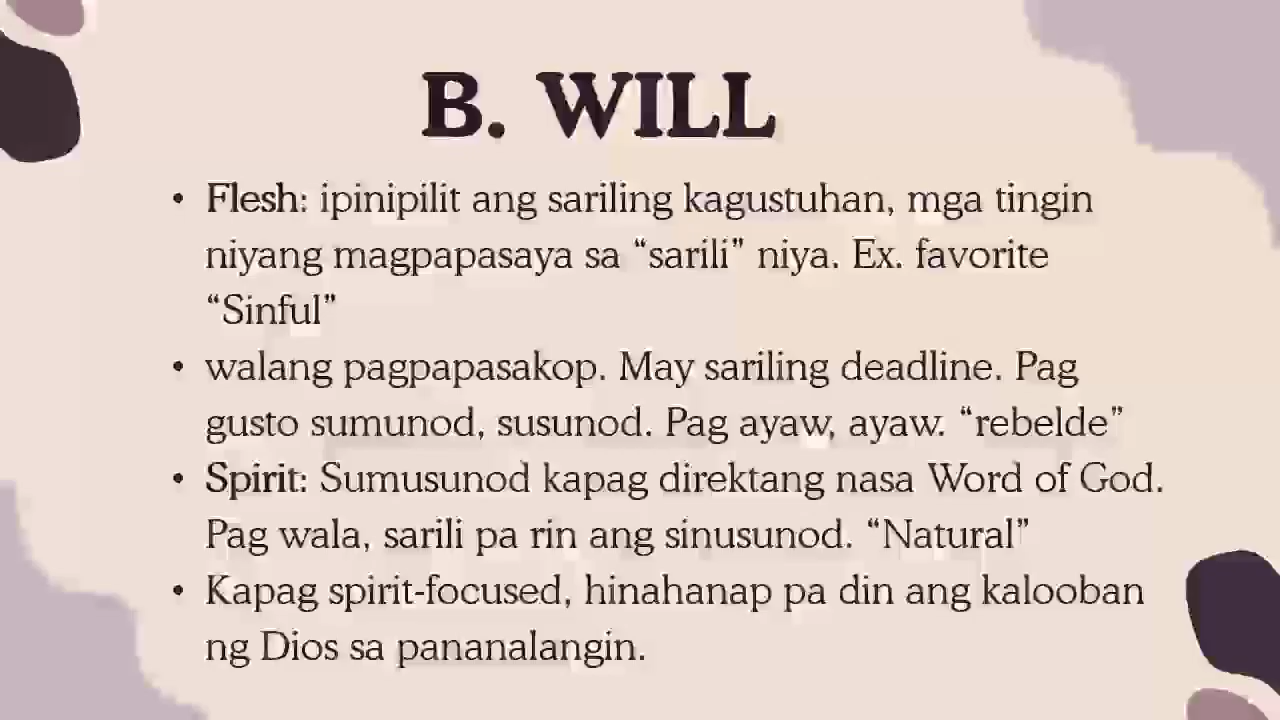 B. WILL
• Flesh: ipinipilit ang sariling kagustuhan, mga tingin
niyang magpapasaya sa “sarili” niya. Ex. favorite
“Sinful”
• walang pagpapasakop. May sariling deadline. Pag
gusto sumunod, susunod. Pag ayaw, ayaw. “rebelde”
• Spirit: Sumusunod kapag direktang nasa Word of God.
Pag wala, sarili pa rin ang sinusunod. “Natural”
• Kapag spirit-focused, hinahanap pa din ang kalooban
ng Dios sa pananalangin.